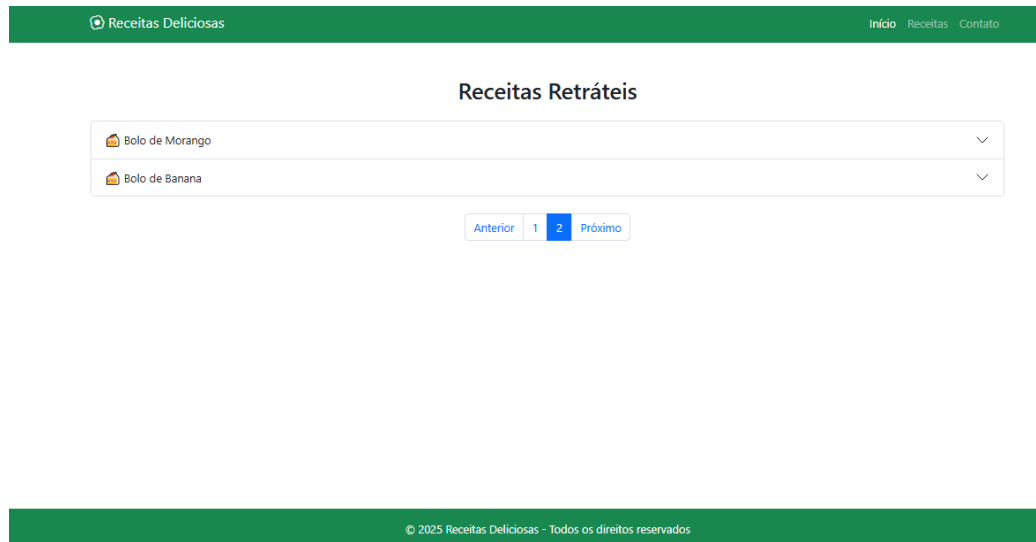 Receitas Deliciosas
Início Receitas Contato
Receitas Retráteis
Bolo de Morango
Bolo de Banana
Anterior 1 2 Próximo
© 2025 Receitas Deliciosas - Todos os direitos reservados